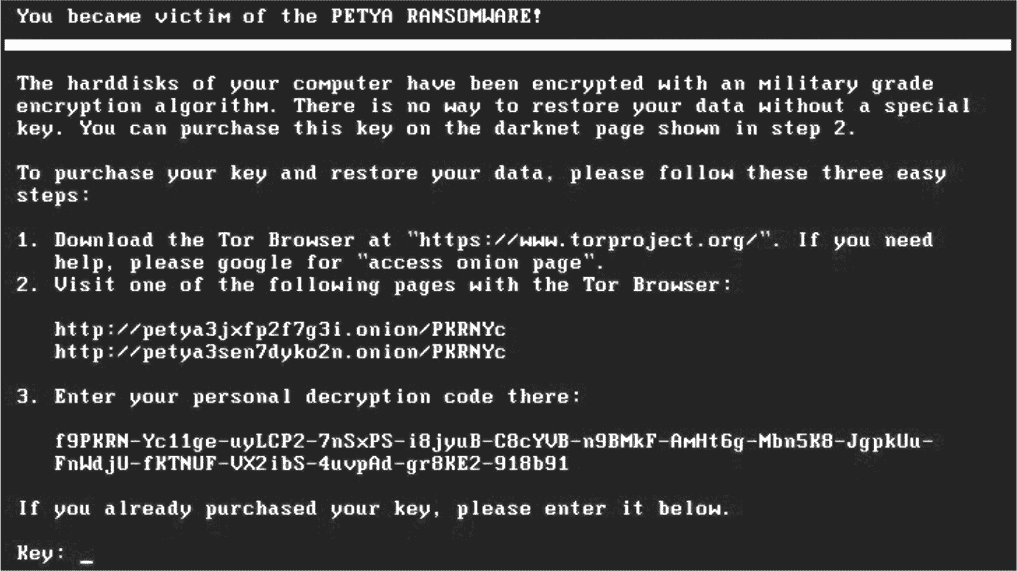 You became victim of the PETYA RANSOMWARE!
The harddisks of your computer have been encrypted with an military grade
encryption algorithm. There is no way to restore your data without a special
key. You can purchase this key on the darknet page shown in step 2.
To purchase your key and restore your data, please follow these three easy
steps:
1. Download the Tor Browser at "https://www.torproject.org/". If you need
help, please google for "access onion page".
2. Visit one of the following pages with the Tor Browser:
http://petya3jxfp2f7g3i.onion/PKRNYc
http://petya3sen7dyko2n.onion/PKRNYc
3. Enter your personal decryption code there:
f9PKRN-Yc11ge-uyLCP2-7nSxPS-i8jyuB-C8cYVB-n9BMkF-AmHt6g-Mbn5K8-JgpkUu-
FnWdjU-fKTNUF-VX2ibS-4uvpAd-gr8KE2-918b91
If you already purchased your key, please enter it below.
Key: _